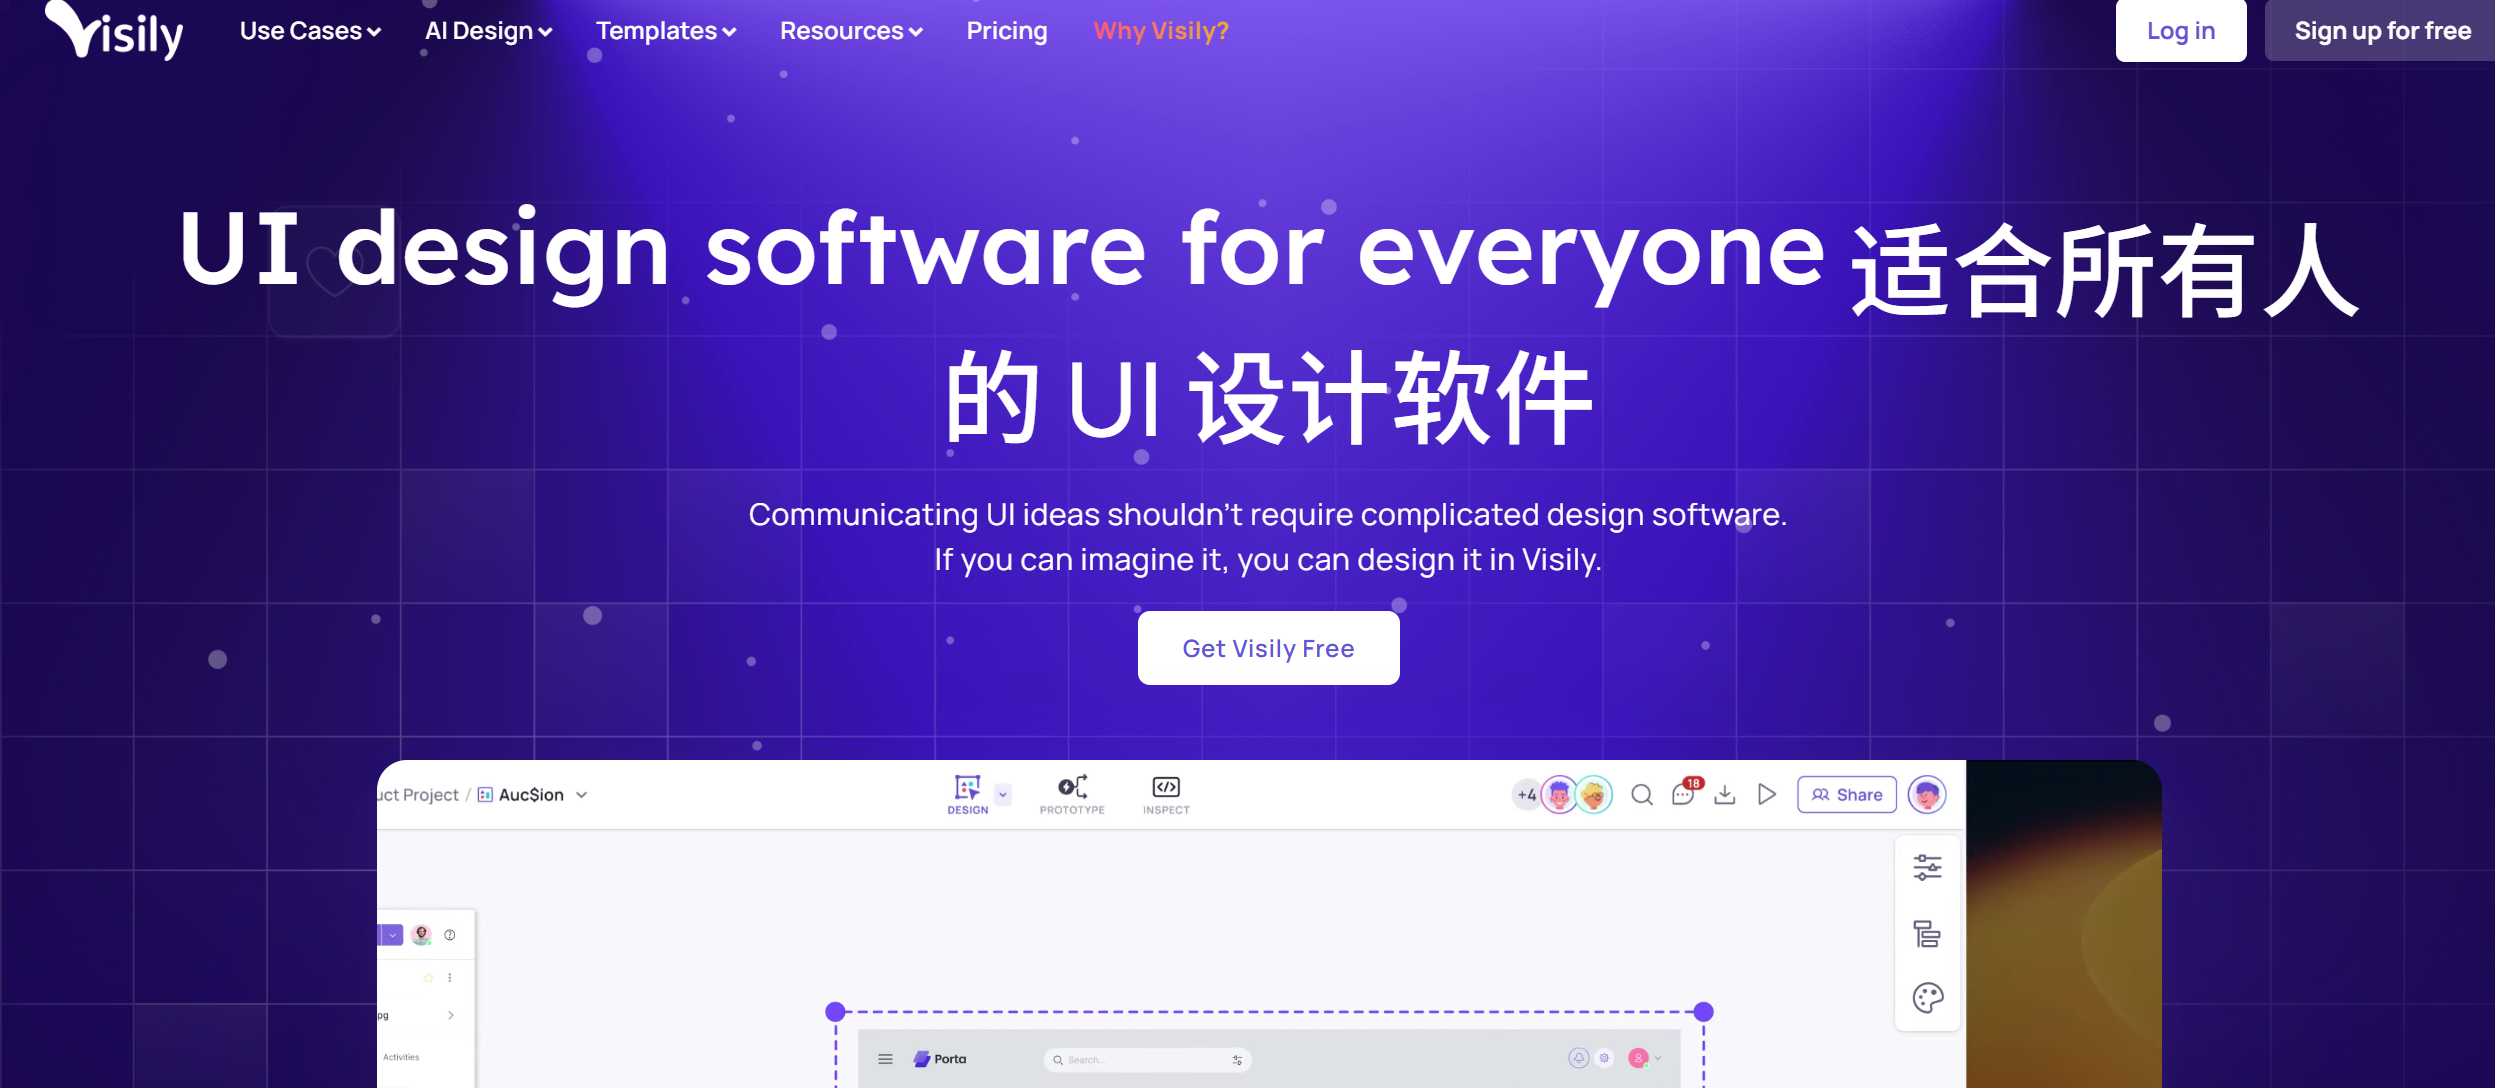 Visily
Use Cases
AI Design
Templates
Resources
Pricing
Why Visily?
Log in
Sign up for free
UI design software for everyone 适合所有人
的 UI 设计软件
Communicating UI ideas shouldn't require complicated design software.
If you can imagine it, you can design it in Visily.
Get Visily Free
uct Project / Auc$ion
DESIGN
PROTOTYPE
INSPECT
+4
18
Share
pg
Activities
Porta
Search...